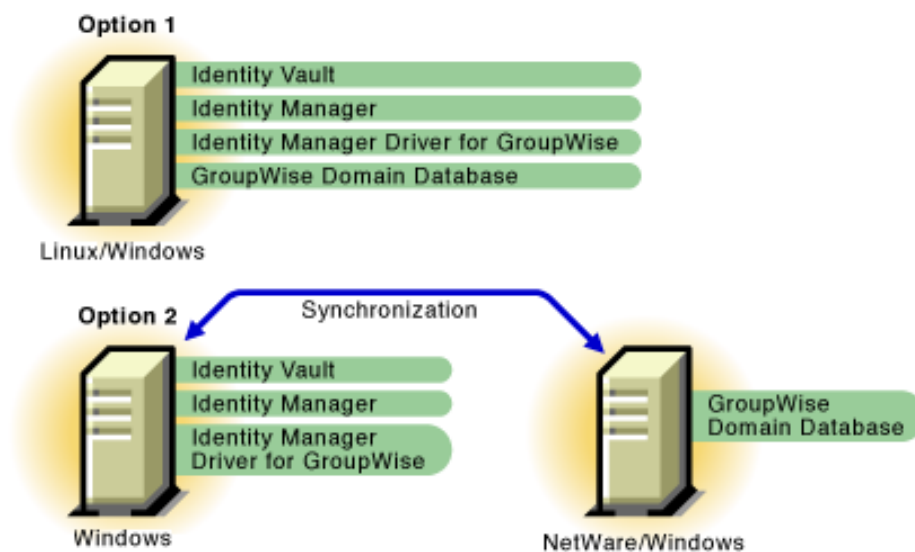 Option 1
Identity Vault
Identity Manager
Identity Manager Driver for GroupWise
GroupWise Domain Database
Linux/Windows
Synchronization
Option 2
Identity Vault
Identity Manager
Identity Manager
Driver for GroupWise
Windows
GroupWise
Domain Database
NetWare/Windows